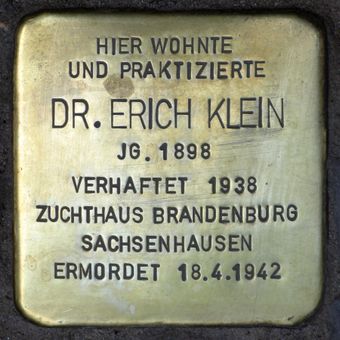 HIER WOHNTE
UND PRAKTIZIERTE
DR. ERICH KLEIN
JG. 1898
VERHAFTET 1938
ZUCHTHAUS BRANDENBURG
SACHSENHAUSEN
ERMORDET 18.4.1942